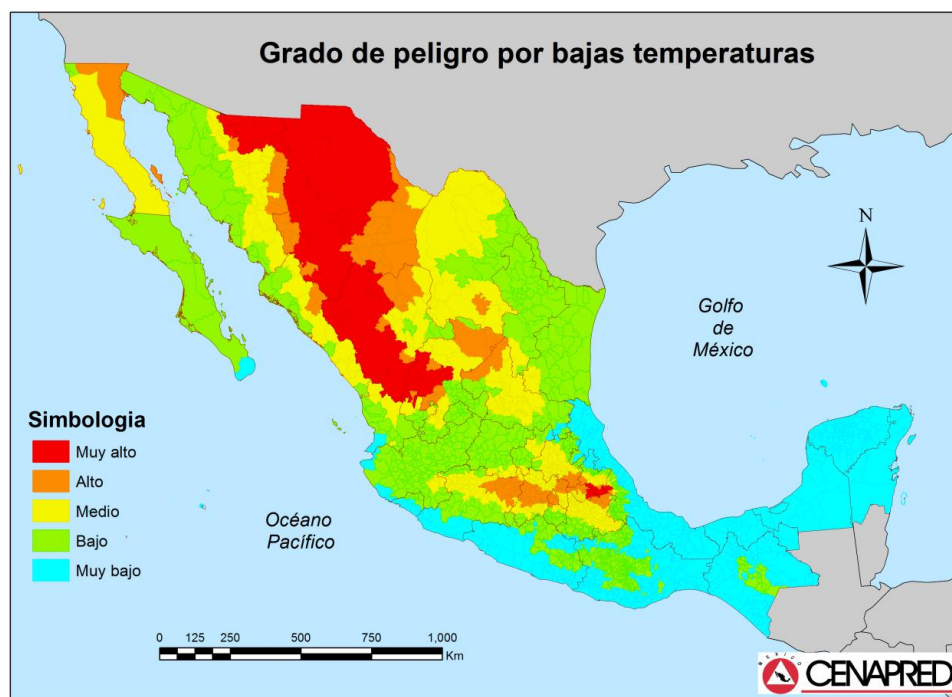 Grado de peligro por bajas temperaturas
N
Golfo
de
México
Simbologia
Muy alto
Alto
Medio
Bajo
Muy bajo
Océano
Pacífico
0 125 250 500 750 1,000
Km
MEXICO
CENAPRED